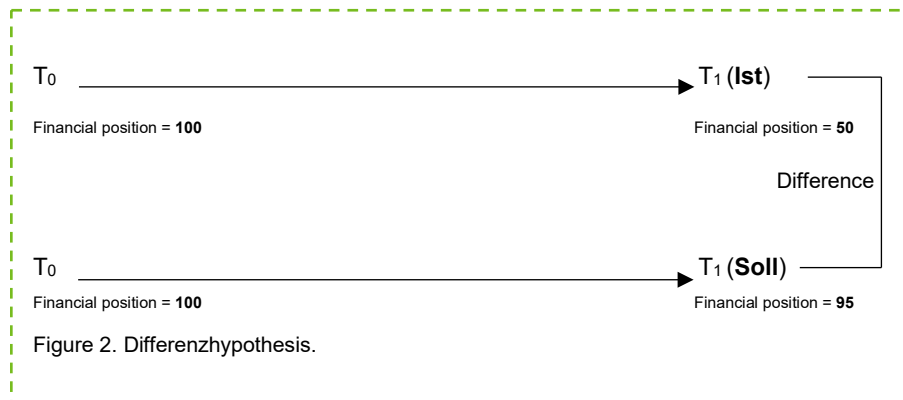 T0 T1 (Ist)
Financial position = 100 Financial position = 50
Difference
T0 T1 (Soll)
Financial position = 100 Financial position = 95
Figure 2. Differenzhypothesis.